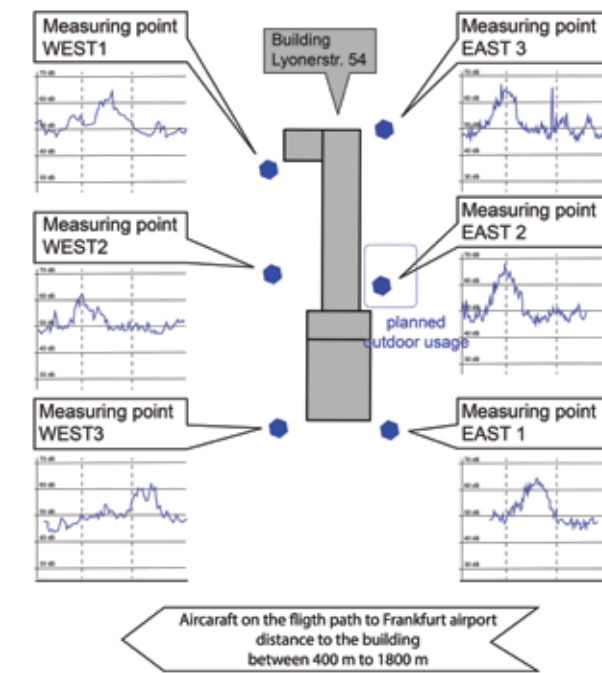 Measuring point
WEST1
Building
Lyonerstr. 54
Measuring point
EAST 3
Measuring point
WEST2
Measuring point
EAST 2
planned
outdoor usage
Measuring point
WEST3
Measuring point
EAST 1
Aircaraft on the fligth path to Frankfurt airport
distance to the building
between 400 m to 1800 m